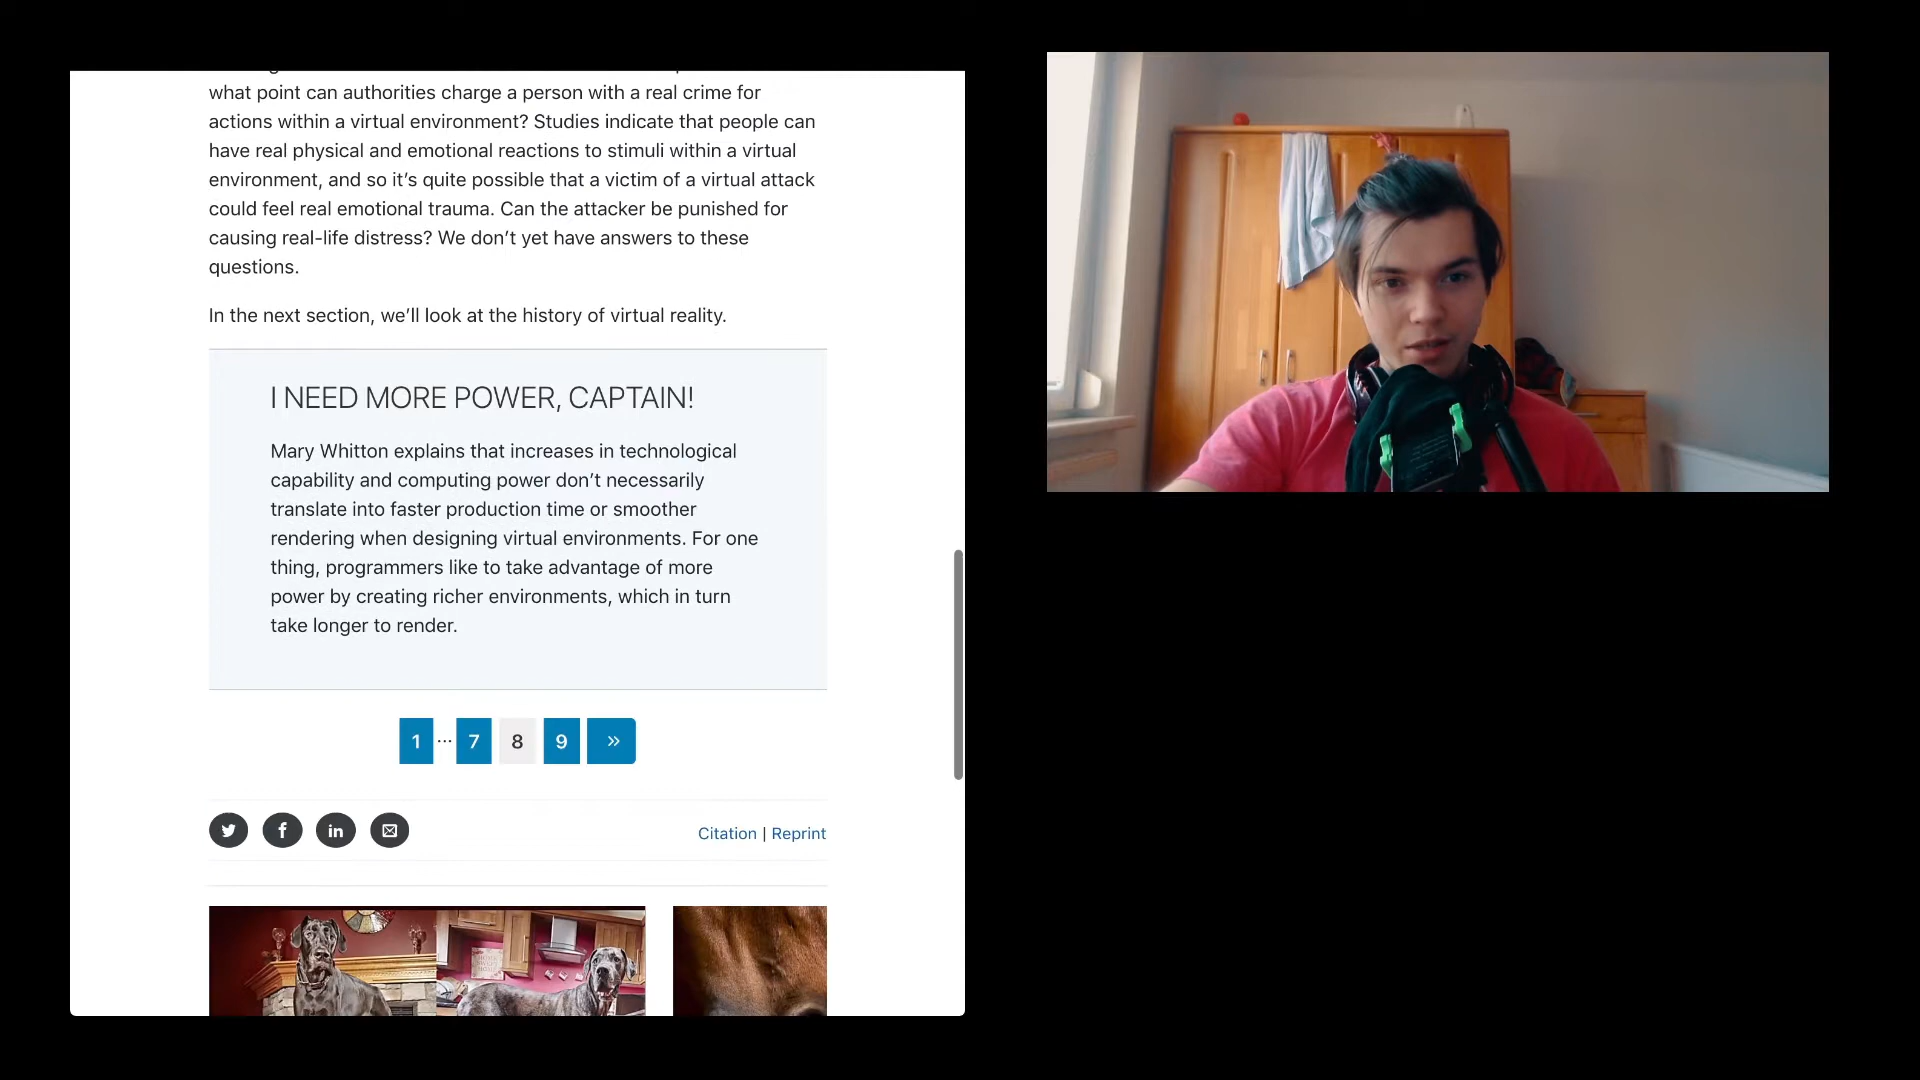 what point can authorities charge a person with a real crime for
actions within a virtual environment? Studies indicate that people can
have real physical and emotional reactions to stimuli within a virtual
environment, and so it’s quite possible that a victim of a virtual attack
could feel real emotional trauma. Can the attacker be punished for
causing real-life distress? We don’t yet have answers to these
questions.
In the next section, we’ll look at the history of virtual reality.
I NEED MORE POWER, CAPTAIN!
Mary Whitton explains that increases in technological
capability and computing power don’t necessarily
translate into faster production time or smoother
rendering when designing virtual environments. For one
thing, programmers like to take advantage of more
power by creating richer environments, which in turn
take longer to render.
1 ... 7 8 9 »
Citation | Reprint